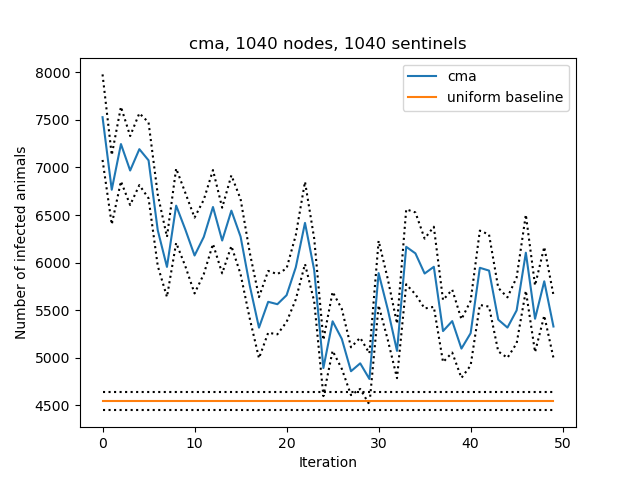 cma, 1040 nodes, 1040 sentinels
cma
uniform baseline
Number of infected animals
8000
7500
7000
6500
6000
5500
5000
4500
0 10 20 30 40 50
Iteration